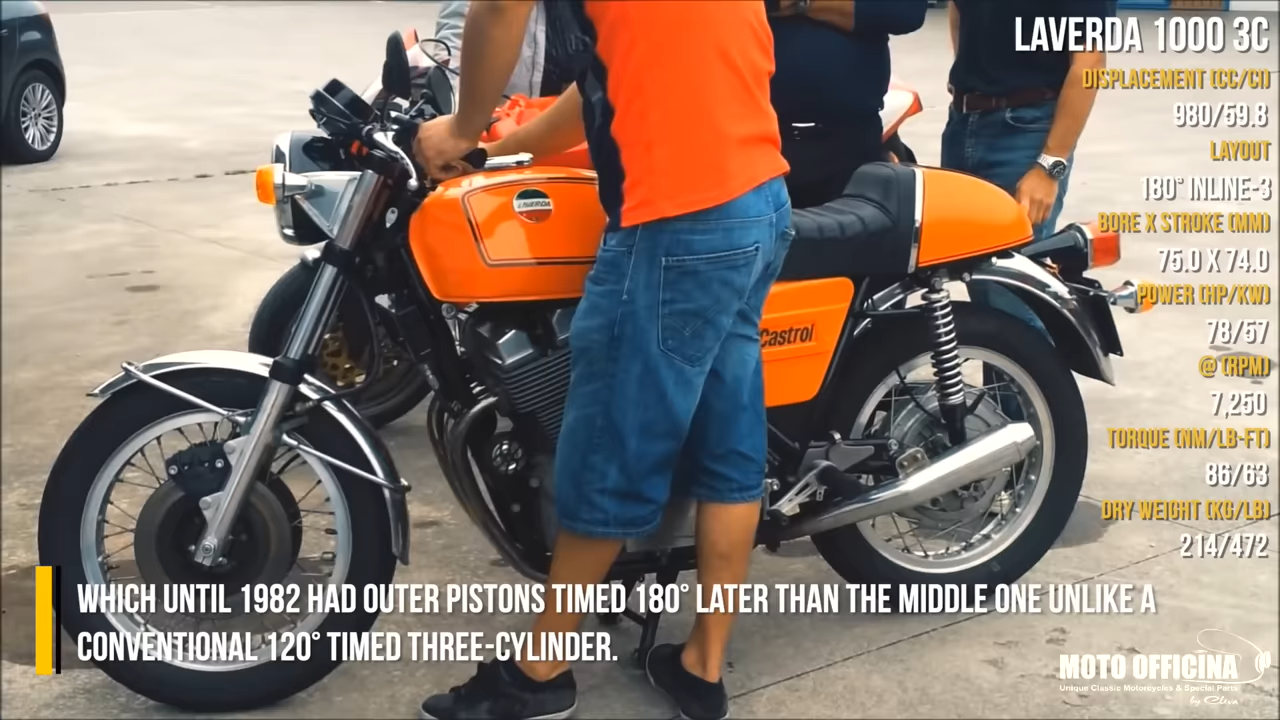 LAVERDA 1000 3C
DISPLACEMENT (CC/CI)
980/59.8
LAYOUT
180° INLINE-3
BORE X STROKE (MM)
75.0 X 74.0
POWER (HP/KW)
78/57
@ (RPM)
7,250
TORQUE (NM/LB-FT)
86/63
DRY WEIGHT (KG/LB)
214/472
LAVERDA
Castrol
WHICH UNTIL 1982 HAD OUTER PISTONS TIMED 180° LATER THAN THE MIDDLE ONE UNLIKE A
CONVENTIONAL 120° TIMED THREE-CYLINDER.
MOTO OFFICINA
Unique Classic Motorcycles & Special Parts